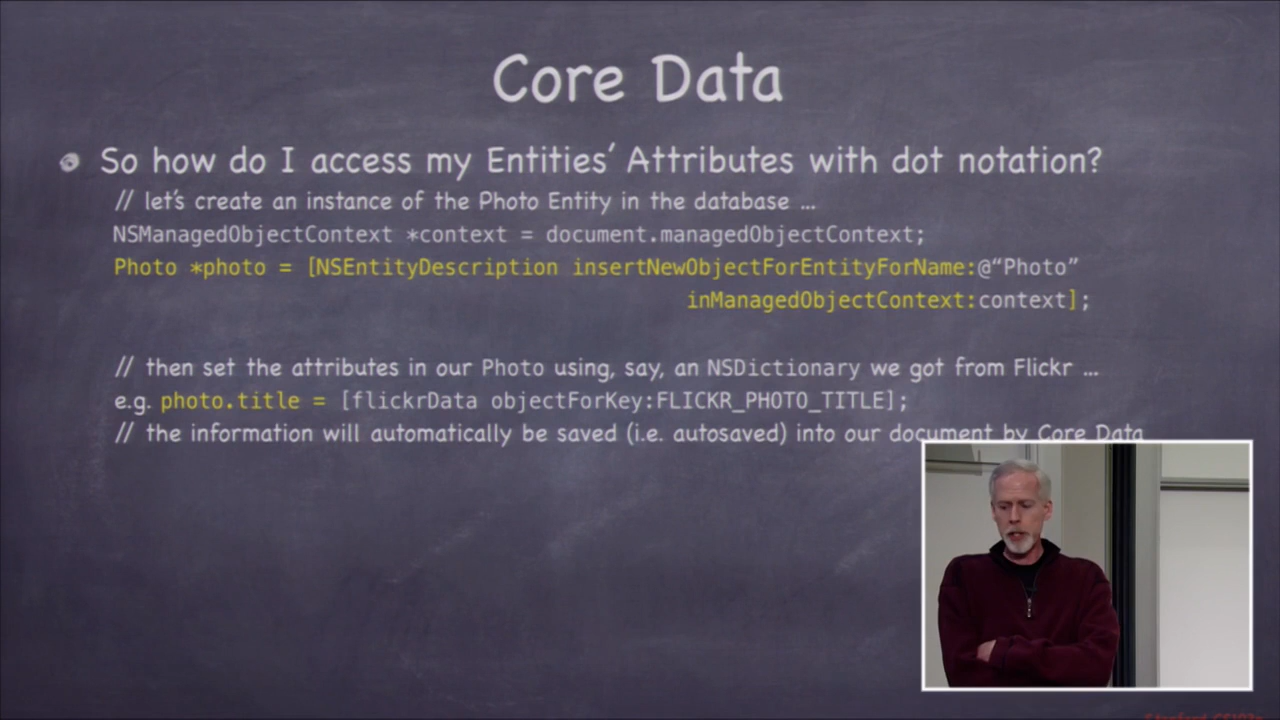 Core Data
So how do I access my Entities’ Attributes with dot notation?
// let’s create an instance of the Photo Entity in the database …
NSManagedObjectContext *context = document.managedObjectContext;
Photo *photo = [NSEntityDescription insertNewObjectForEntityForName:@“Photo”
inManagedObjectContext:context];
// then set the attributes in our Photo using, say, an NSDictionary we got from Flickr …
e.g. photo.title = [flickrData objectForKey:FLICKR_PHOTO_TITLE];
// the information will automatically be saved (i.e. autosaved) into our document by Core Data